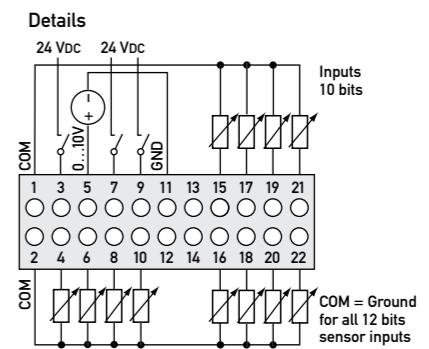 Details
24 VDC 24 VDC
Inputs
10 bits
− +
COM
0...10V
GND
1 3 5 7 9 11 13 15 17 19 21
2 4 6 8 10 12 14 16 18 20 22
COM
COM = Ground
for all 12 bits
sensor inputs